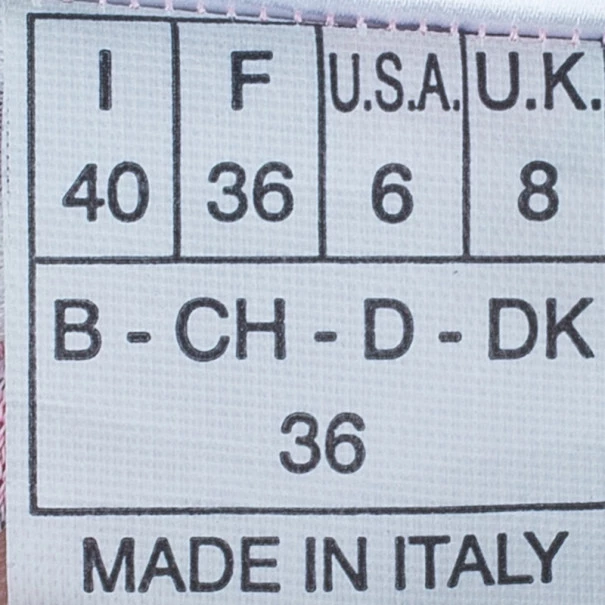 I F U.S.A. U.K.
40 36 6 8
B - CH - D - DK
36
MADE IN ITALY